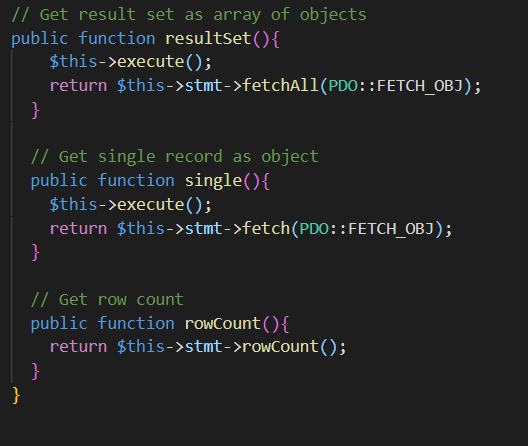 // Get result set as array of objects
public function resultSet(){
$this->execute();
return $this->stmt->fetchAll(PDO::FETCH_OBJ);
}
// Get single record as object
public function single(){
$this->execute();
return $this->stmt->fetch(PDO::FETCH_OBJ);
}
// Get row count
public function rowCount(){
return $this->stmt->rowCount();
}
}